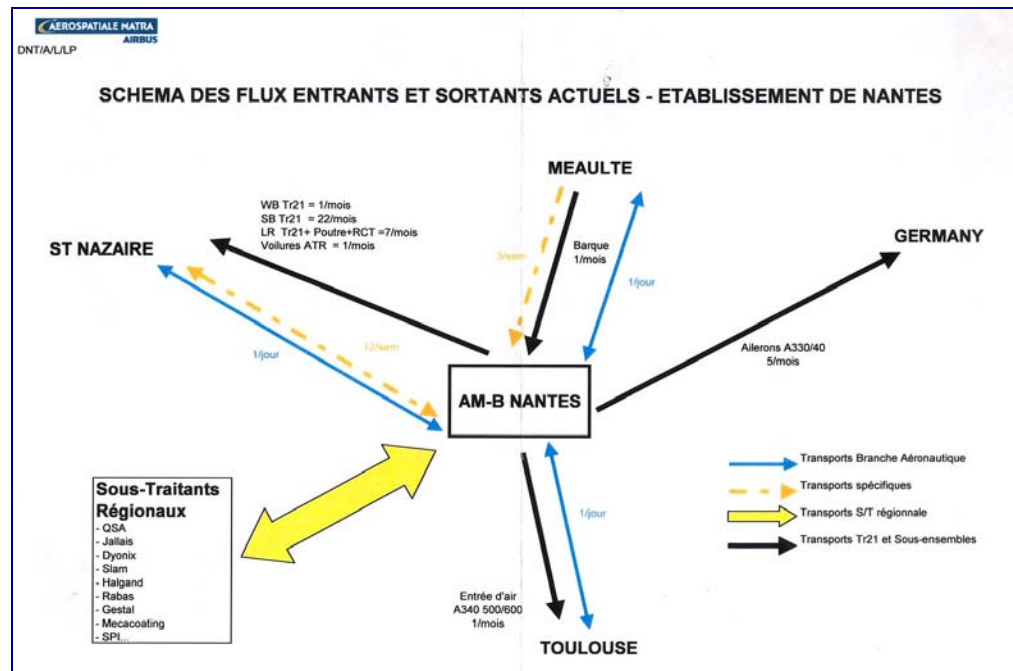 AEROSPATIALE MATRA
AIRBUS
DNT/A/L/LP
SCHEMA DES FLUX ENTRANTS ET SORTANTS ACTUELS - ETABLISSEMENT DE NANTES
MEAULTE
WB Tr21 = 1/mois
SB Tr21 = 22/mois
LR Tr21+ Poutre+RCT =7/mois
Voilures ATR = 1/mois
ST NAZAIRE
GERMANY
3/sem
Barque
1/mois
1/jour
1/jour
12/sem
Ailerons A330/40
5/mois
AM-B NANTES
Transports Branche Aéronautique
Transports spécifiques
Transports S/T régionnale
Transports Tr21 et Sous-ensembles
Sous-Traitants
Régionaux
- QSA
- Jallais
- Dyonix
- Slam
- Halgand
- Rabas
- Gestal
- Mecacoating
- SPI...
1/jour
Entrée d'air
A340 500/600
1/mois
TOULOUSE